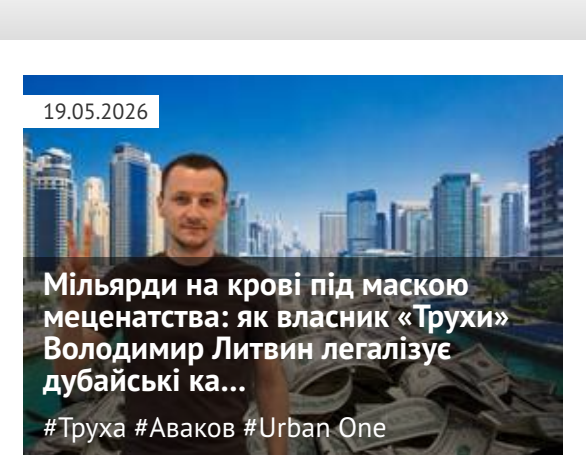 19.05.2026
Мільярди на крові під маскою
меценатства: як власник «Трухи»
Володимир Литвин легалізує
дубайські ка...
#Труха #Аваков #Urban One